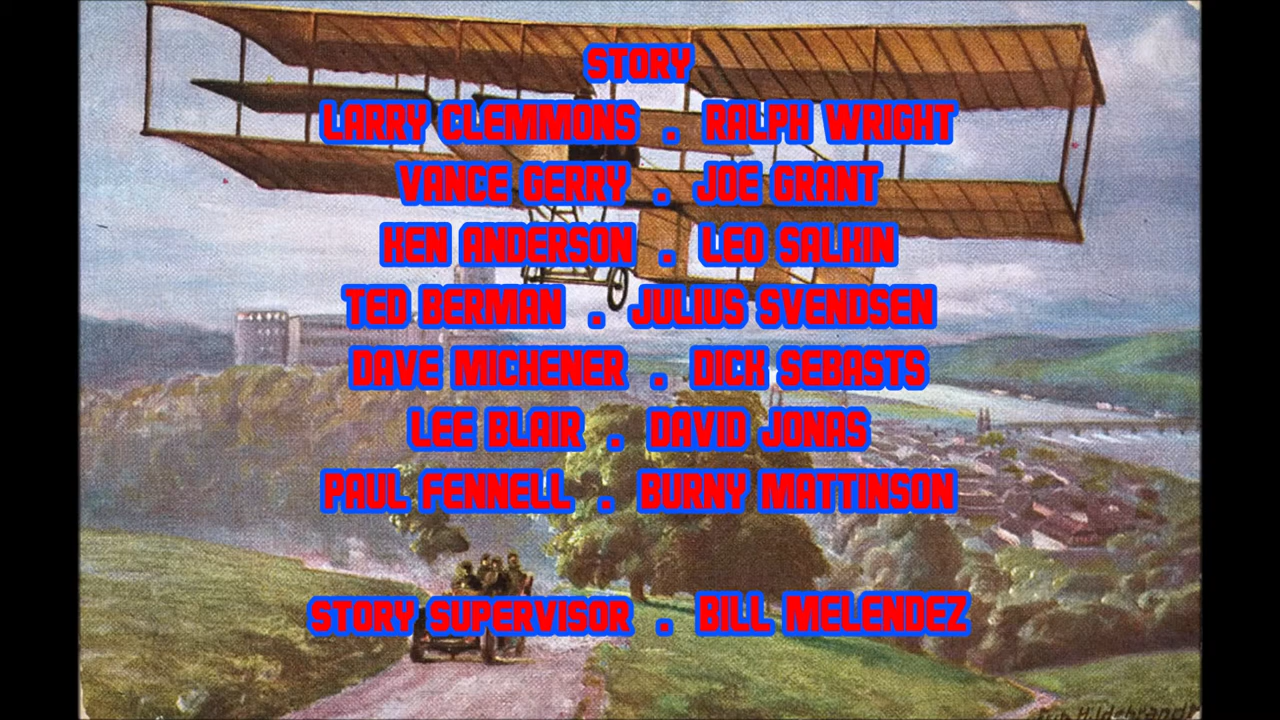 STORY
LARRY CLEMMONS . RALPH WRIGHT
VANCE GERRY . JOE GRANT
KEN ANDERSON . LEO SALKIN
TED BERMAN . JULIUS SVENDSEN
DAVE MICHENER . DICK SEBASTS
LEE BLAIR . DAVID JONAS
PAUL FENNELL . BURNY MATTINSON
STORY SUPERVISOR . BILL MELENDEZ
Hildebrandt